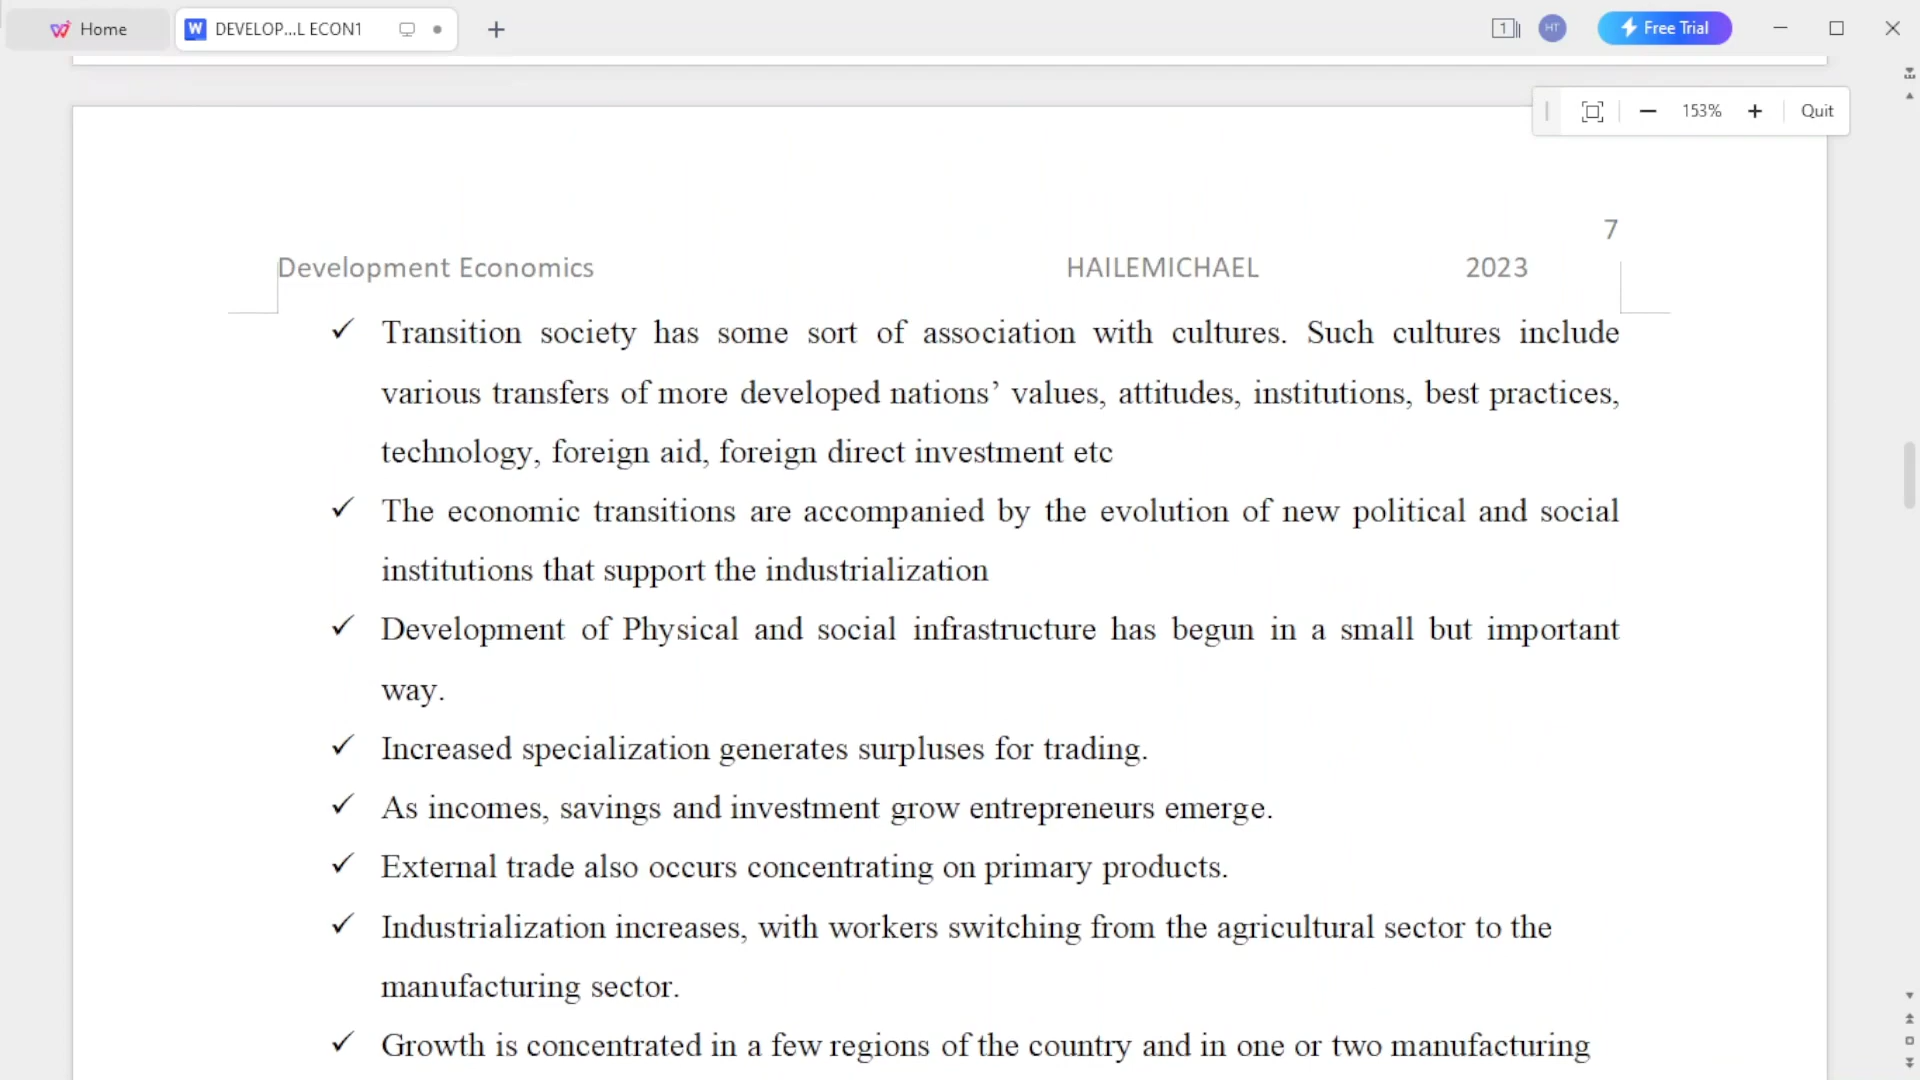 Home
DEVELOP...L ECON1
1
HT
Free Trial
153%
Quit
7
Development Economics HAILEMICHAEL 2023
✓ Transition society has some sort of association with cultures. Such cultures include
various transfers of more developed nations’ values, attitudes, institutions, best practices,
technology, foreign aid, foreign direct investment etc
✓ The economic transitions are accompanied by the evolution of new political and social
institutions that support the industrialization
✓ Development of Physical and social infrastructure has begun in a small but important
way.
✓ Increased specialization generates surpluses for trading.
✓ As incomes, savings and investment grow entrepreneurs emerge.
✓ External trade also occurs concentrating on primary products.
✓ Industrialization increases, with workers switching from the agricultural sector to the
manufacturing sector.
✓ Growth is concentrated in a few regions of the country and in one or two manufacturing